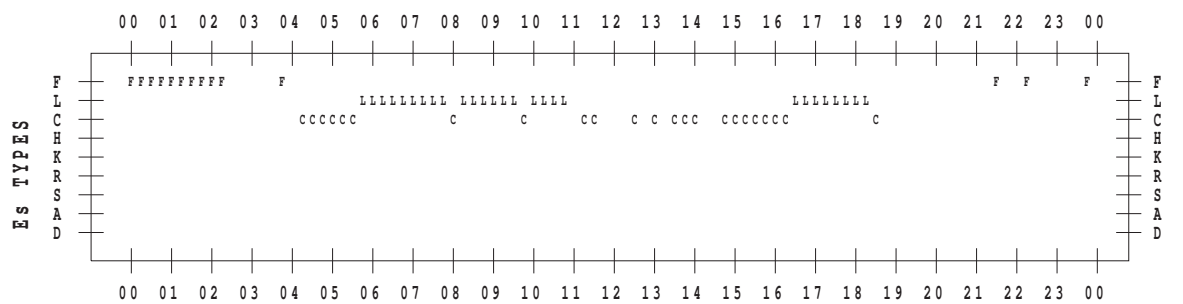 00 01 02 03 04 05 06 07 08 09 10 11 12 13 14 15 16 17 18 19 20 21 22 23 00
F FFFFFFFFFF F F F F F
L LLLLLLLLL LLLLLL LLLL LLLLLLLL L
C CCCCCC C C CC C C CCC CCCCCCC C C
H H
K K
R R
S S
A A
D D
Es TYPES
00 01 02 03 04 05 06 07 08 09 10 11 12 13 14 15 16 17 18 19 20 21 22 23 00